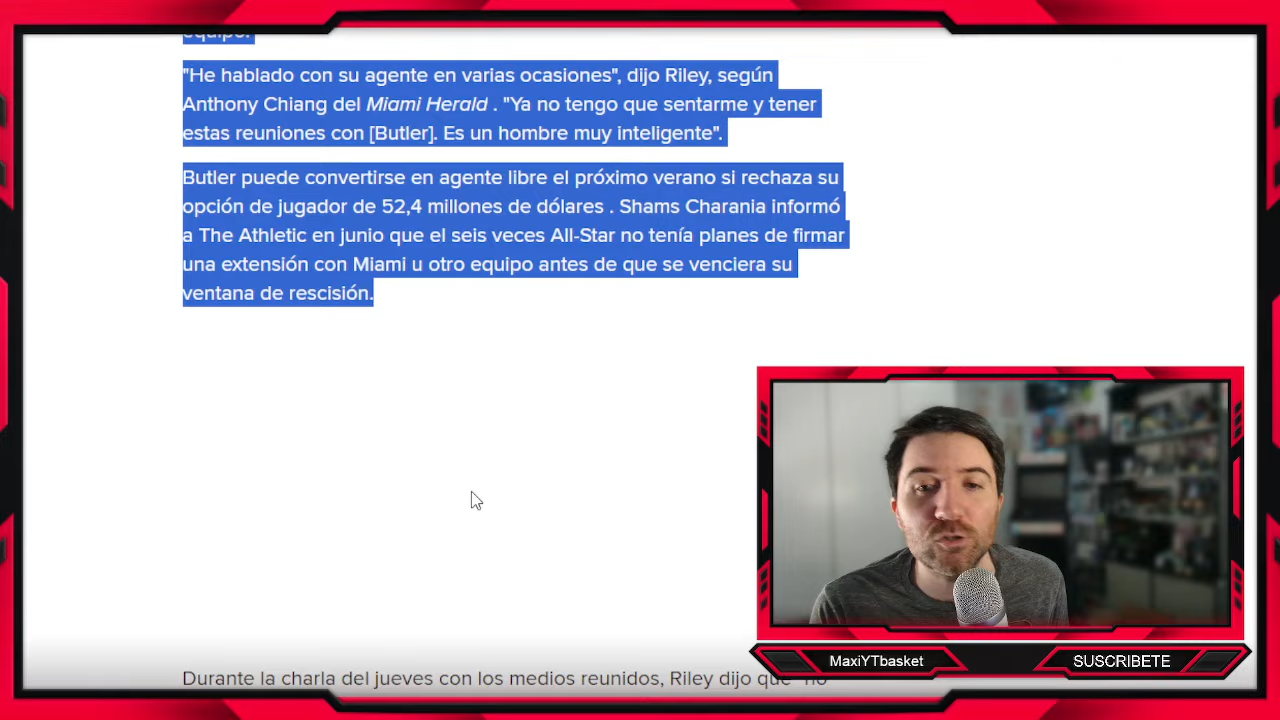 equipo.
"He hablado con su agente en varias ocasiones", dijo Riley, según
Anthony Chiang del Miami Herald . "Ya no tengo que sentarme y tener
estas reuniones con [Butler]. Es un hombre muy inteligente".
Butler puede convertirse en agente libre el próximo verano si rechaza su
opción de jugador de 52,4 millones de dólares . Shams Charania informó
a The Athletic en junio que el seis veces All-Star no tenía planes de firmar
una extensión con Miami u otro equipo antes de que se venciera su
ventana de rescisión.
MaxiYTbasket
SUSCRIBETE
Durante la charla del jueves con los medios reunidos, Riley dijo que "no